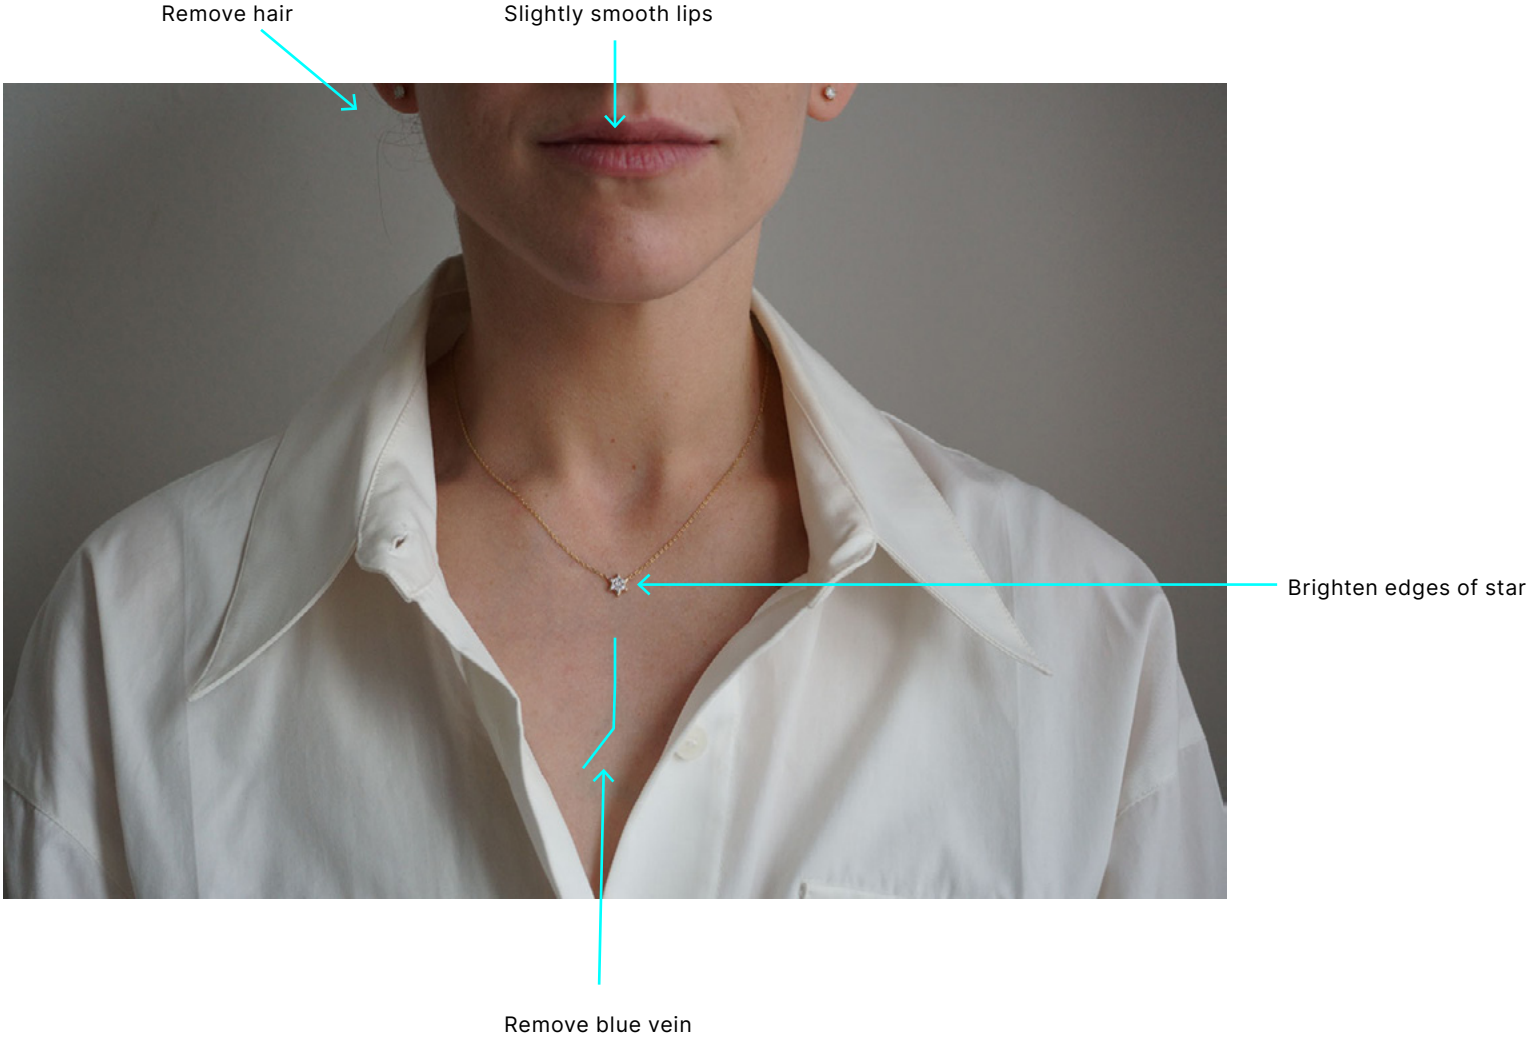 Remove hair
Slightly smooth lips
Brighten edges of star
Remove blue vein